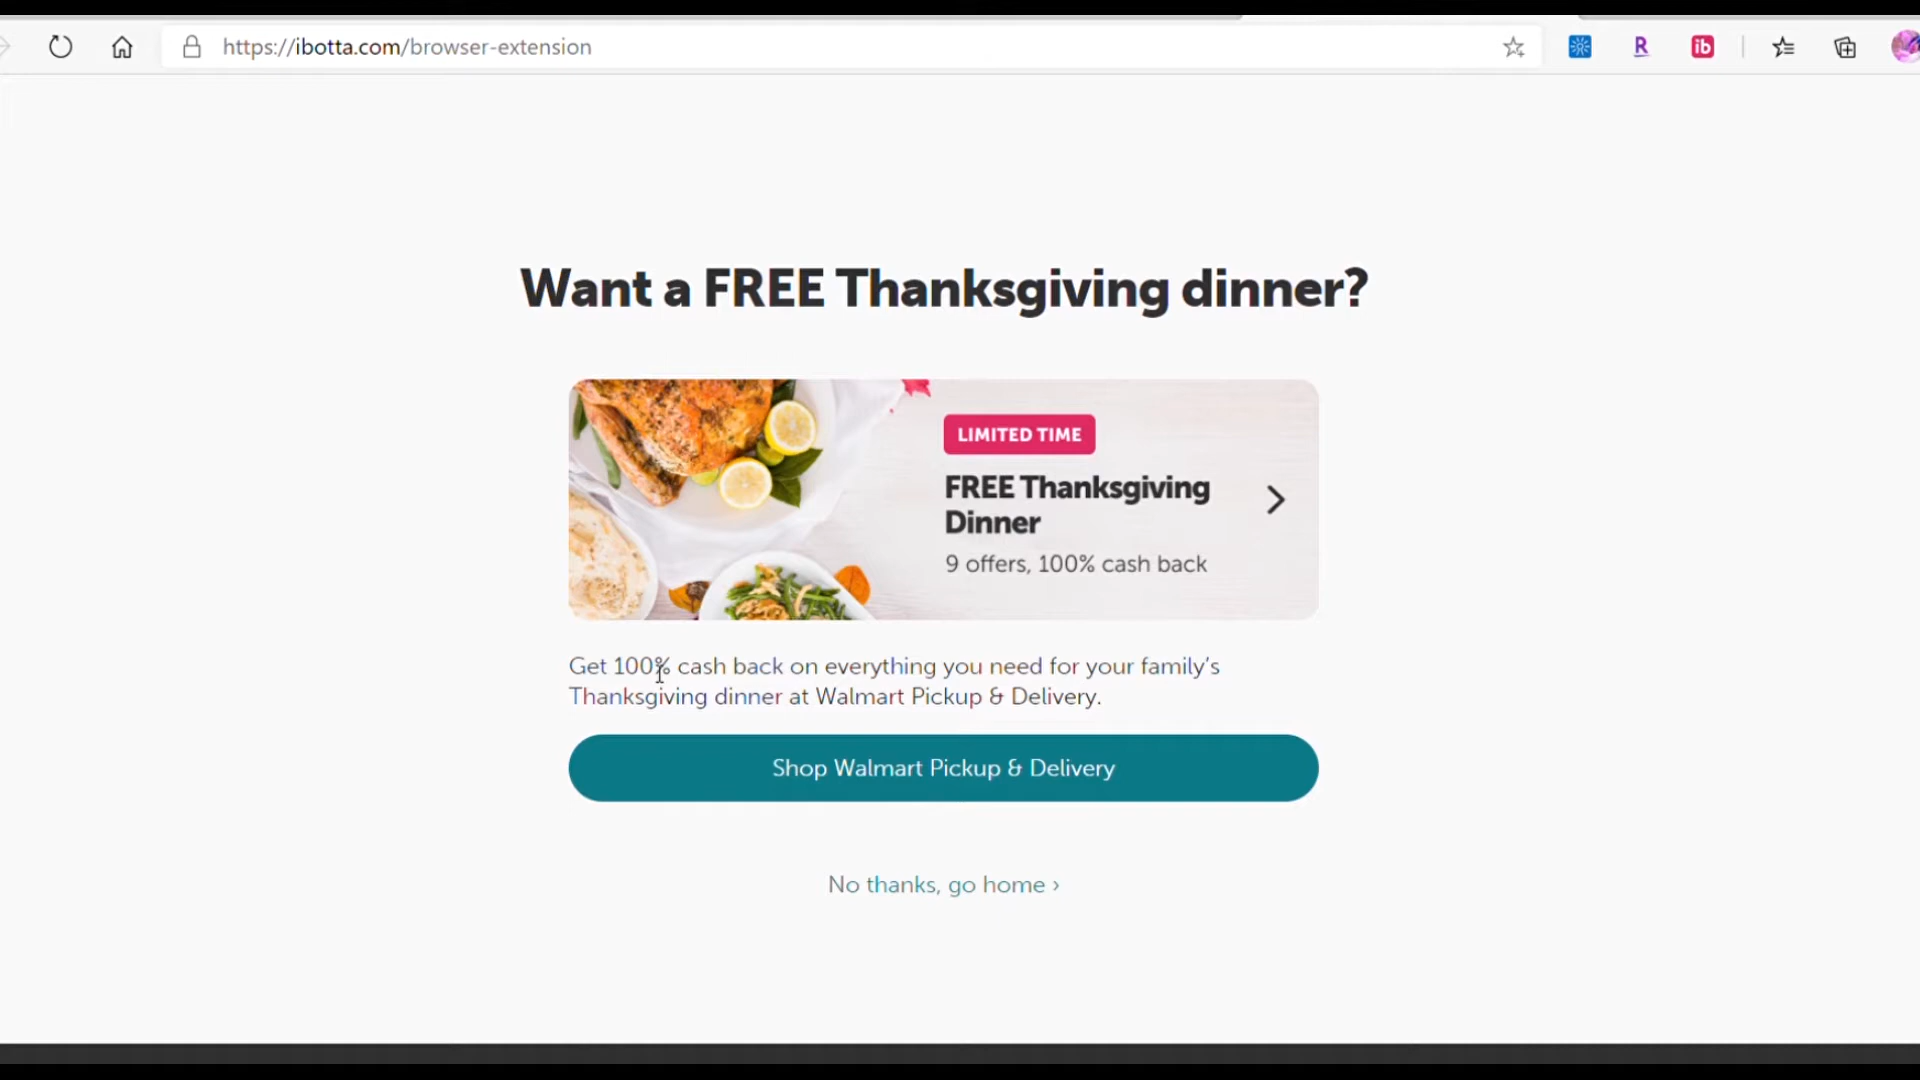 https://ibotta.com/browser-extension
R
ib
Want a FREE Thanksgiving dinner?
LIMITED TIME
FREE Thanksgiving
Dinner
9 offers, 100% cash back
Get 100% cash back on everything you need for your family's
Thanksgiving dinner at Walmart Pickup & Delivery.
Shop Walmart Pickup & Delivery
No thanks, go home ›